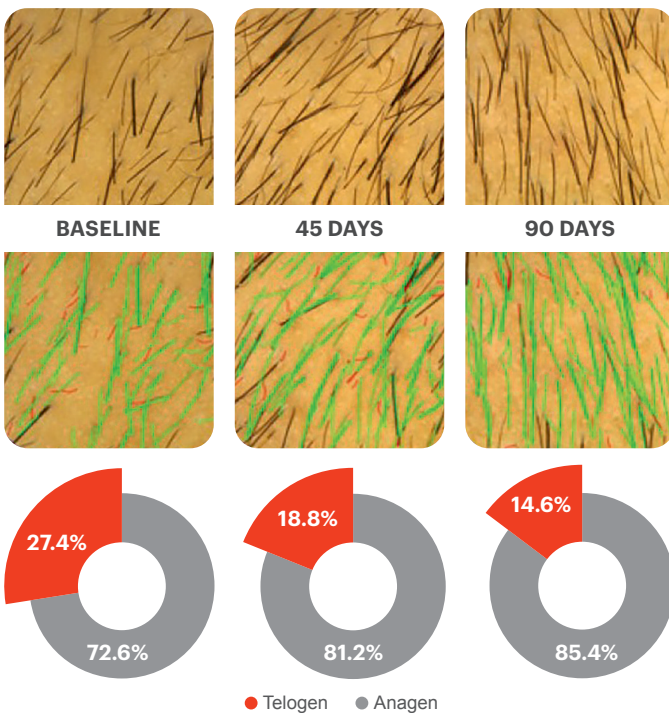 BASELINE 45 DAYS 90 DAYS
27.4% 18.8% 14.6%
72.6% 81.2% 85.4%
Telogen Anagen